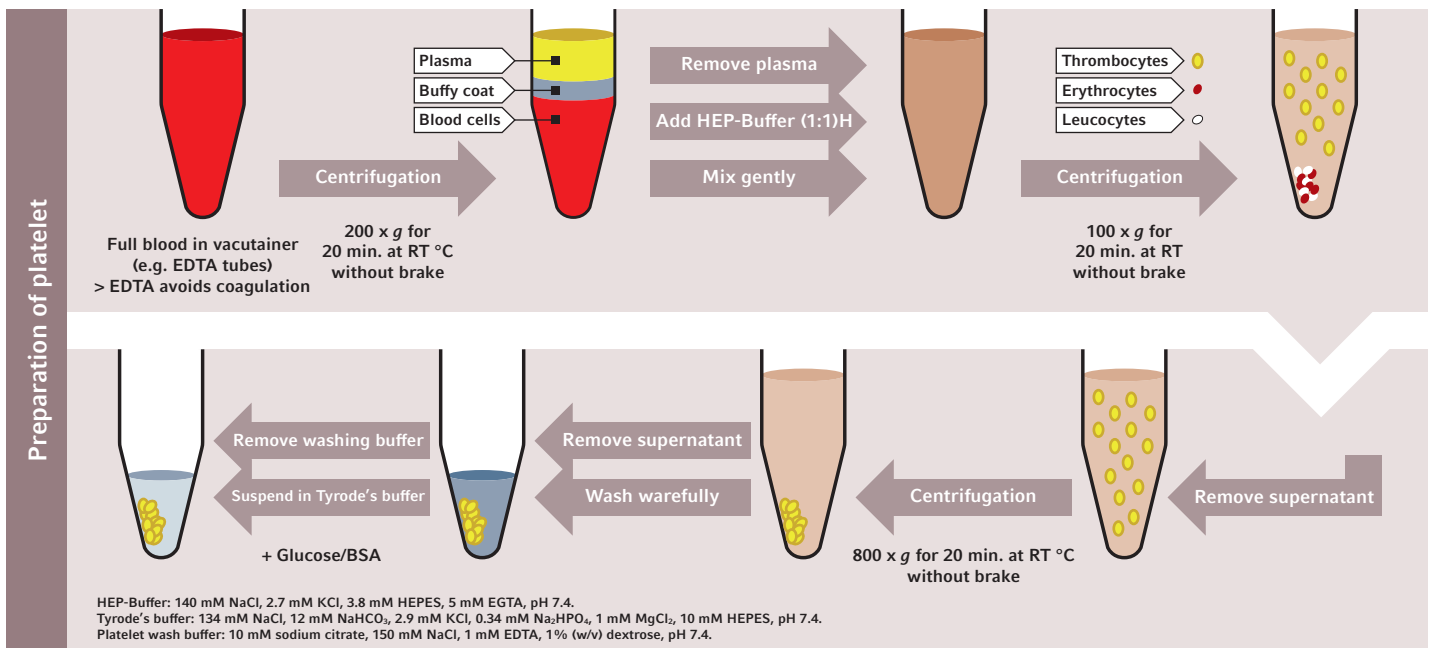 Preparation of platelet
Full blood in vacutainer
(e.g. EDTA tubes)
> EDTA avoids coagulation
Centrifugation
200 x g for
20 min. at RT °C
without brake
Plasma
Buffy coat
Blood cells
Remove plasma
Add HEP-Buffer (1:1)H
Mix gently
Centrifugation
100 x g for
20 min. at RT
without brake
Thrombocytes
Erythrocytes
Leucocytes
Remove supernatant
Centrifugation
800 x g for 20 min. at RT °C
without brake
Remove supernatant
Wash warefully
Remove washing buffer
Suspend in Tyrode’s buffer
+ Glucose/BSA
HEP-Buffer: 140 mM NaCl, 2.7 mM KCl, 3.8 mM HEPES, 5 mM EGTA, pH 7.4.
Tyrode’s buffer: 134 mM NaCl, 12 mM NaHCO₃, 2.9 mM KCl, 0.34 mM Na₂HPO₄, 1 mM MgCl₂, 10 mM HEPES, pH 7.4.
Platelet wash buffer: 10 mM sodium citrate, 150 mM NaCl, 1 mM EDTA, 1% (w/v) dextrose, pH 7.4.